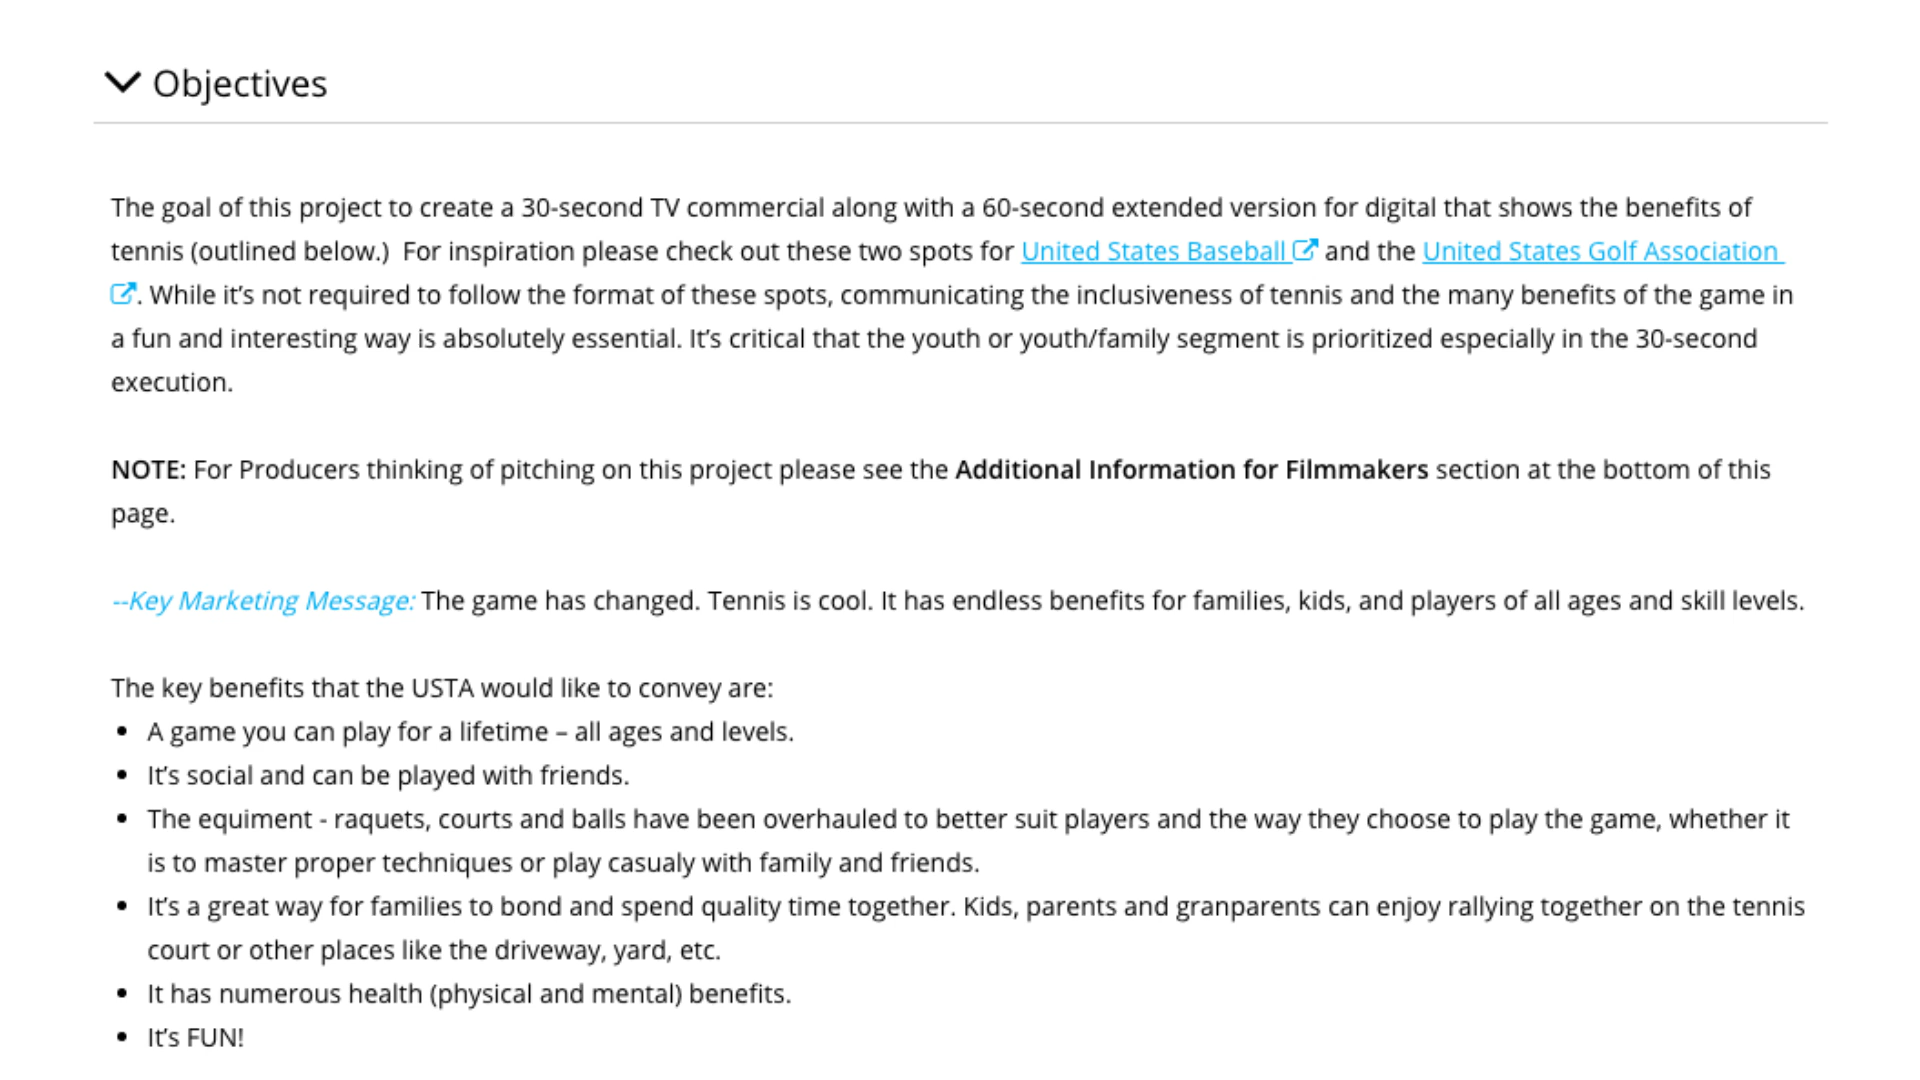 Objectives
The goal of this project to create a 30-second TV commercial along with a 60-second extended version for digital that shows the benefits of
tennis (outlined below.)  For inspiration please check out these two spots for United States Baseball and the United States Golf Association
. While it’s not required to follow the format of these spots, communicating the inclusiveness of tennis and the many benefits of the game in
a fun and interesting way is absolutely essential. It’s critical that the youth or youth/family segment is prioritized especially in the 30-second
execution.
NOTE: For Producers thinking of pitching on this project please see the Additional Information for Filmmakers section at the bottom of this
page.
--Key Marketing Message: The game has changed. Tennis is cool. It has endless benefits for families, kids, and players of all ages and skill levels.
The key benefits that the USTA would like to convey are:
• A game you can play for a lifetime – all ages and levels.
• It’s social and can be played with friends.
• The equiment - raquets, courts and balls have been overhauled to better suit players and the way they choose to play the game, whether it
is to master proper techniques or play casualy with family and friends.
• It’s a great way for families to bond and spend quality time together. Kids, parents and granparents can enjoy rallying together on the tennis
court or other places like the driveway, yard, etc.
• It has numerous health (physical and mental) benefits.
• It’s FUN!